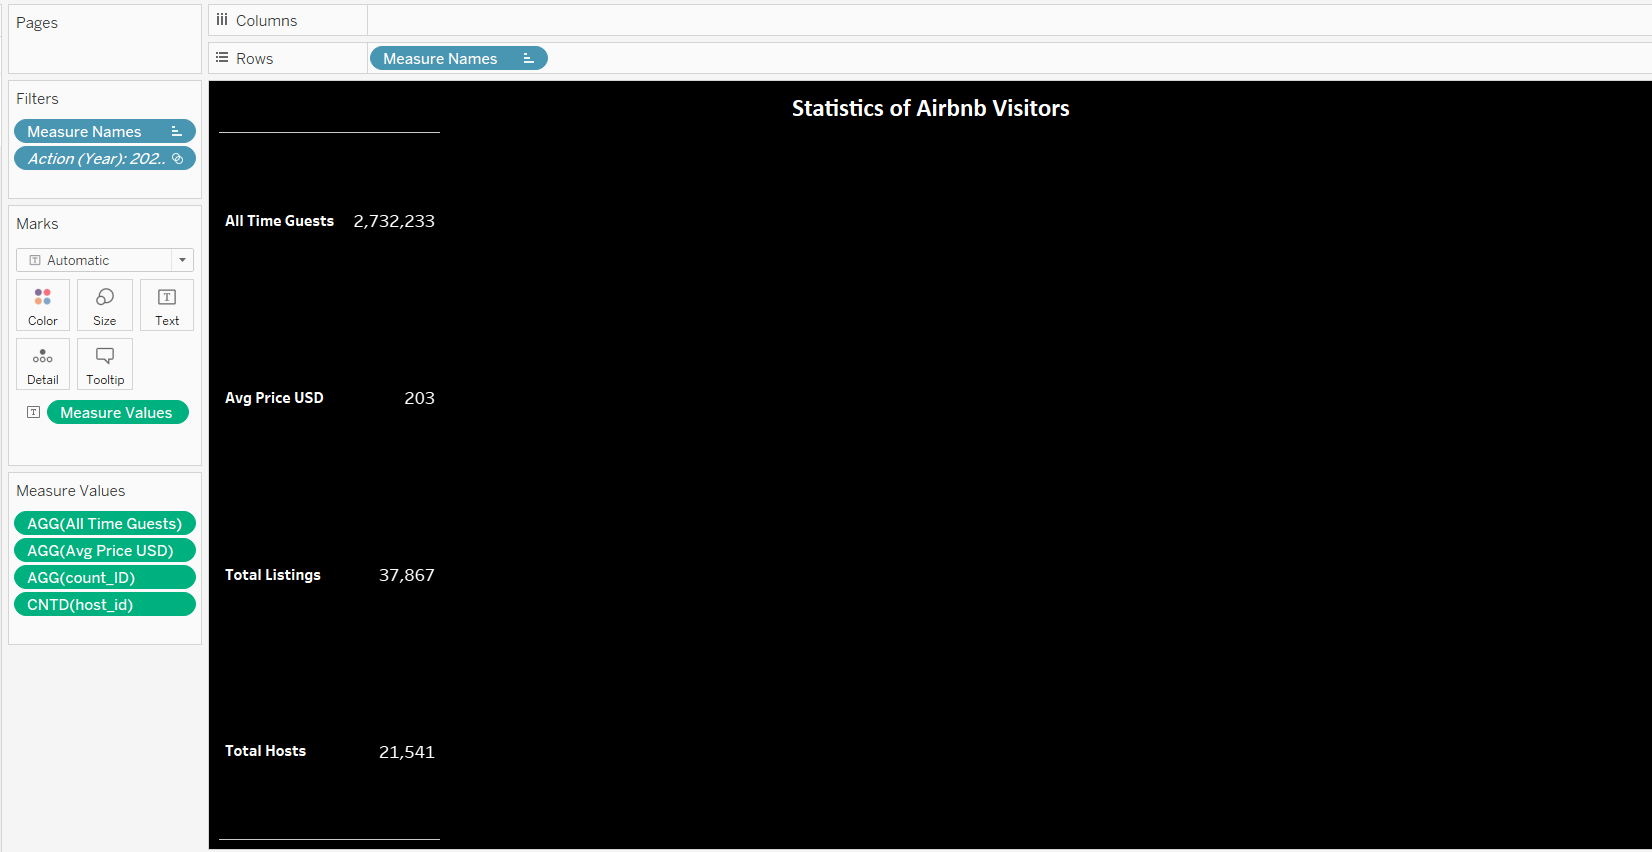 Pages
Columns
Rows
Measure Names
Filters
Measure Names
Action (Year): 202..
Marks
Automatic
Color
Size
T
Text
Detail
Tooltip
T
Measure Values
Measure Values
AGG(All Time Guests)
AGG(Avg Price USD)
AGG(count_ID)
CNTD(host_id)
Statistics of Airbnb Visitors
All Time Guests 2,732,233
Avg Price USD 203
Total Listings 37,867
Total Hosts 21,541